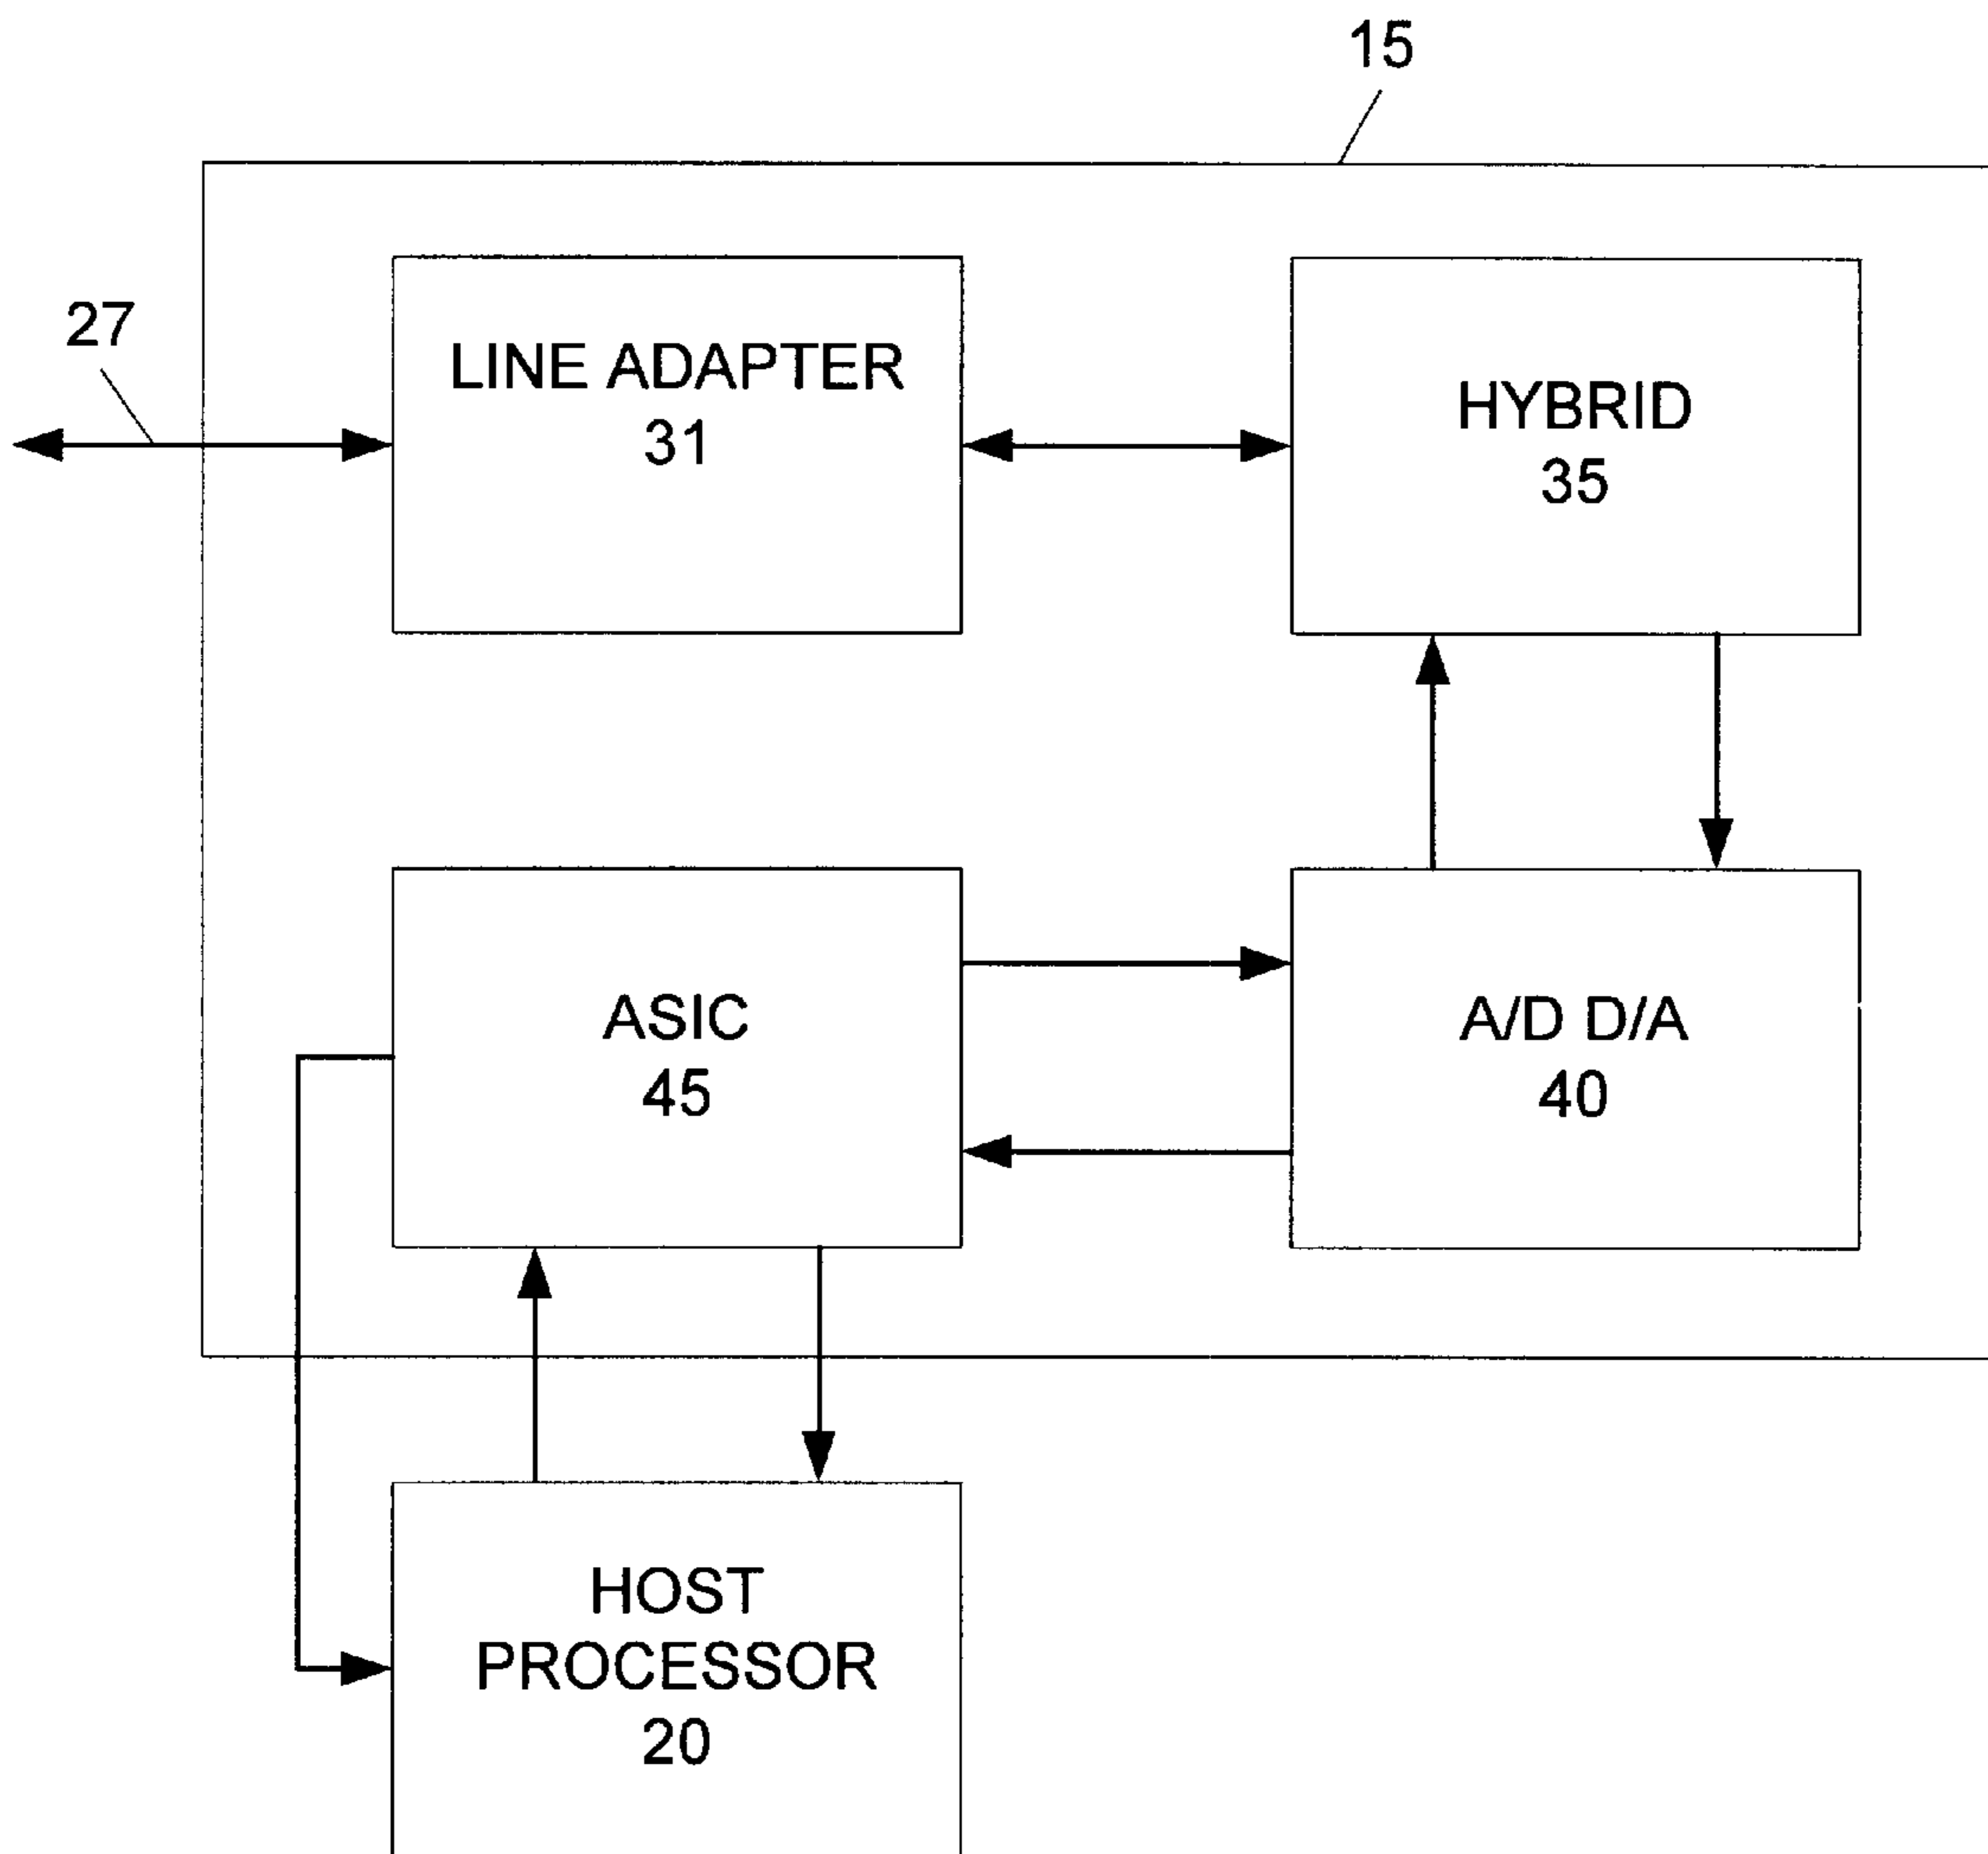 15
27
LINE ADAPTER
31
HYBRID
35
ASIC
45
A/D D/A
40
HOST
PROCESSOR
20